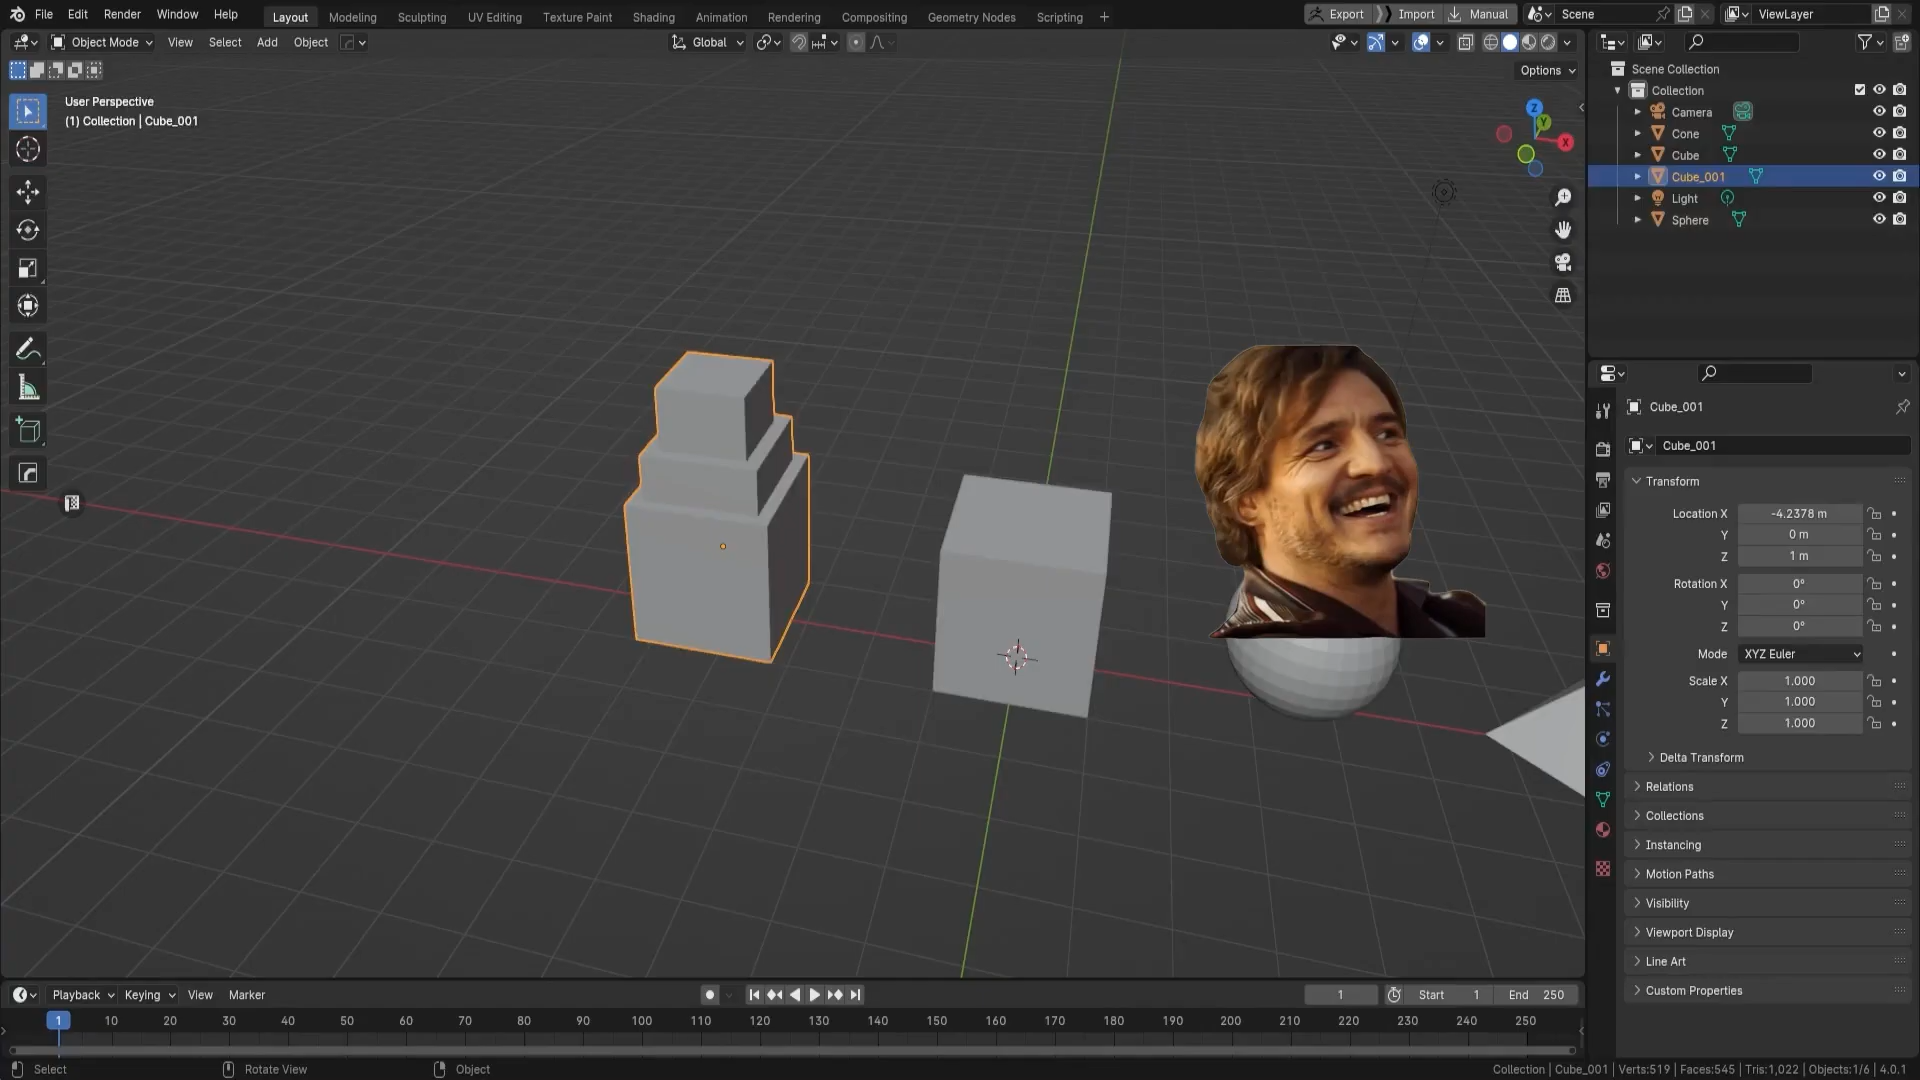 File Edit Render Window Help Layout Modeling Sculpting UV Editing Texture Paint Shading Animation Rendering Compositing Geometry Nodes Scripting + Export Import Manual Scene ViewLayer
Object Mode View Select Add Object Global
Options
User Perspective
(1) Collection | Cube_001
Z
Y
X
Scene Collection
Collection
Camera
Cone
Cube
Cube_001
Light
Sphere
Cube_001
Cube_001
Transform
Location X -4.2378 m
Y 0 m
Z 1 m
Rotation X 0°
Y 0°
Z 0°
Mode XYZ Euler
Scale X 1.000
Y 1.000
Z 1.000
Delta Transform
Relations
Collections
Instancing
Motion Paths
Visibility
Viewport Display
Line Art
Custom Properties
Playback Keying View Marker 1 Start 1 End 250
1 10 20 30 40 50 60 70 80 90 100 110 120 130 140 150 160 170 180 190 200 210 220 230 240 250
Select Rotate View Object Collection | Cube_001 | Verts:519 | Faces:545 | Tris:1,022 | Objects:1/6 | 4.0.1